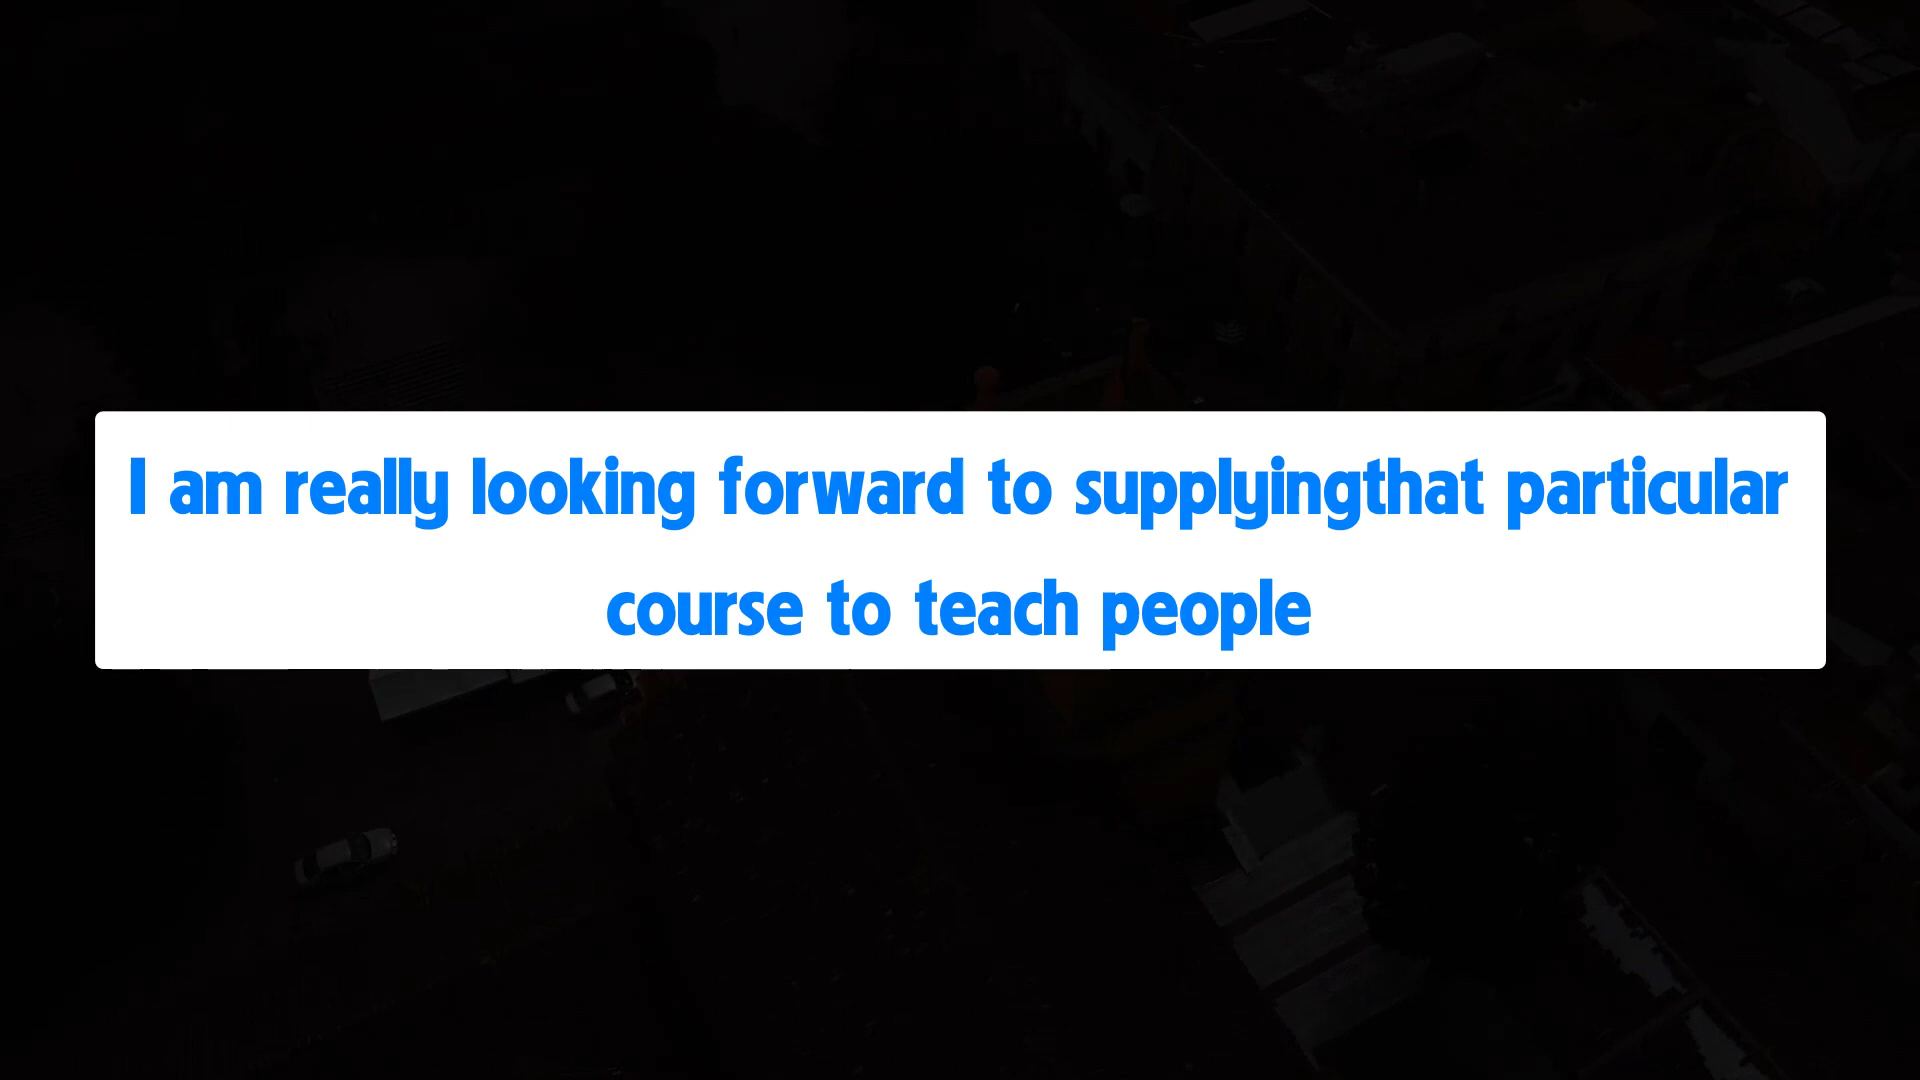 I am really looking forward to supplyingthat particular
course to teach people